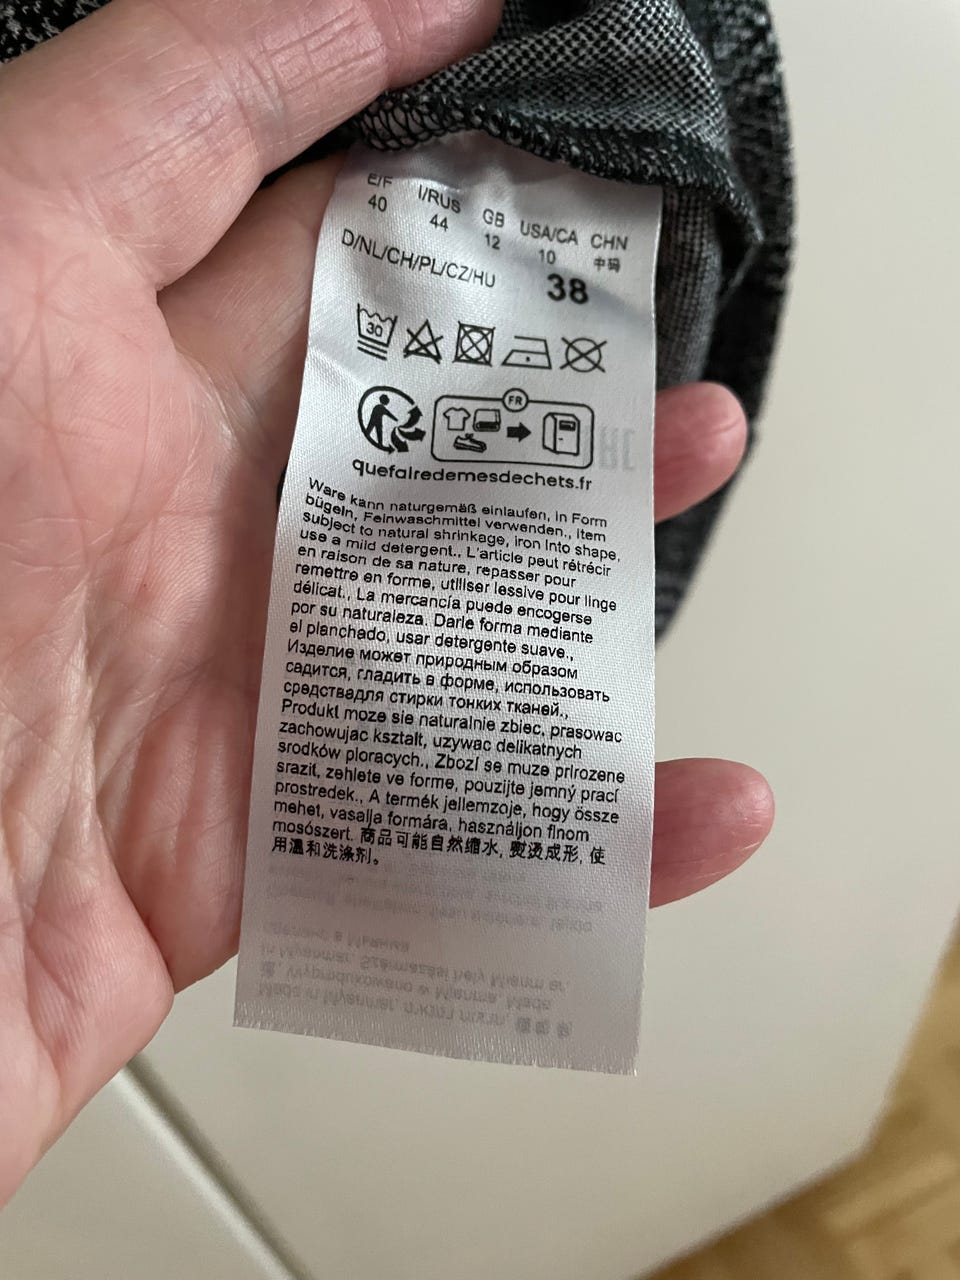 E/F I/RUS GB USA/CA CHN
40 44 12 10 中码
D/NL/CH/PL/CZ/HU 38
30
FR
quefairedemesdechets.fr
Ware kann naturgemäß einlaufen, in Form
bügeln, Feinwaschmittel verwenden., Item
subject to natural shrinkage, iron into shape,
use a mild detergent., L'article peut rétrécir
en raison de sa nature, repasser pour
remettre en forme, utiliser lessive pour linge
délicat., La mercancía puede encogerse
por su naturaleza. Darle forma mediante
el planchado, usar detergente suave.,
Изделие может природным образом
садится, гладить в форме, использовать
средствадля стирки тонких тканей.,
Produkt moze sie naturalnie zbiec, prasowac
zachowujac ksztalt, uzywac delikatnych
srodków pioracych., Zbozí se muze prirozene
srazit, zehlete ve forme, pouzijte jemný prací
prostredek., A termék jellemzoje, hogy össze
mehet, vasalja formára, használjon finom
mosószert. 商品可能自然缩水, 熨烫成形, 使
用温和洗涤剂。